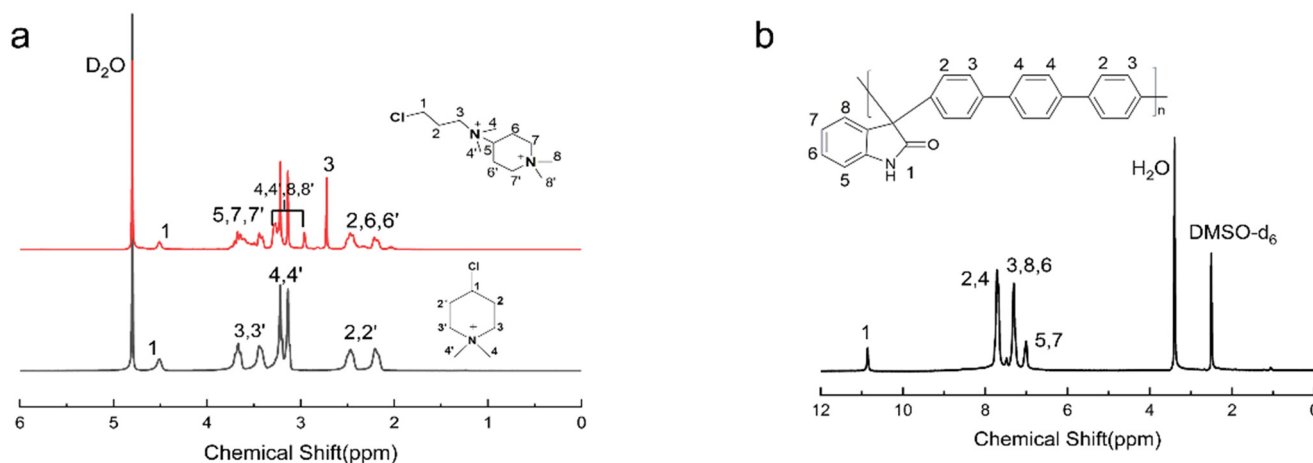 a
D₂O
Cl
1
2
3
N
+
4
4'
5
6
6'
7
7'
N
+
8
8'
1
5,7,7'
4,4',8,8'
3
2,6,6'
Cl
1
2'
2
3'
3
+
N
4'
4
1
3,3'
4,4'
2,2'
6 5 4 3 2 1 0
Chemical Shift(ppm)
b
2 3 4 4 2 3
n
8
7
6
5
O
N
H
1
H₂O
DMSO-d₆
1
2,4
3,8,6
5,7
12 10 8 6 4 2 0
Chemical Shift(ppm)